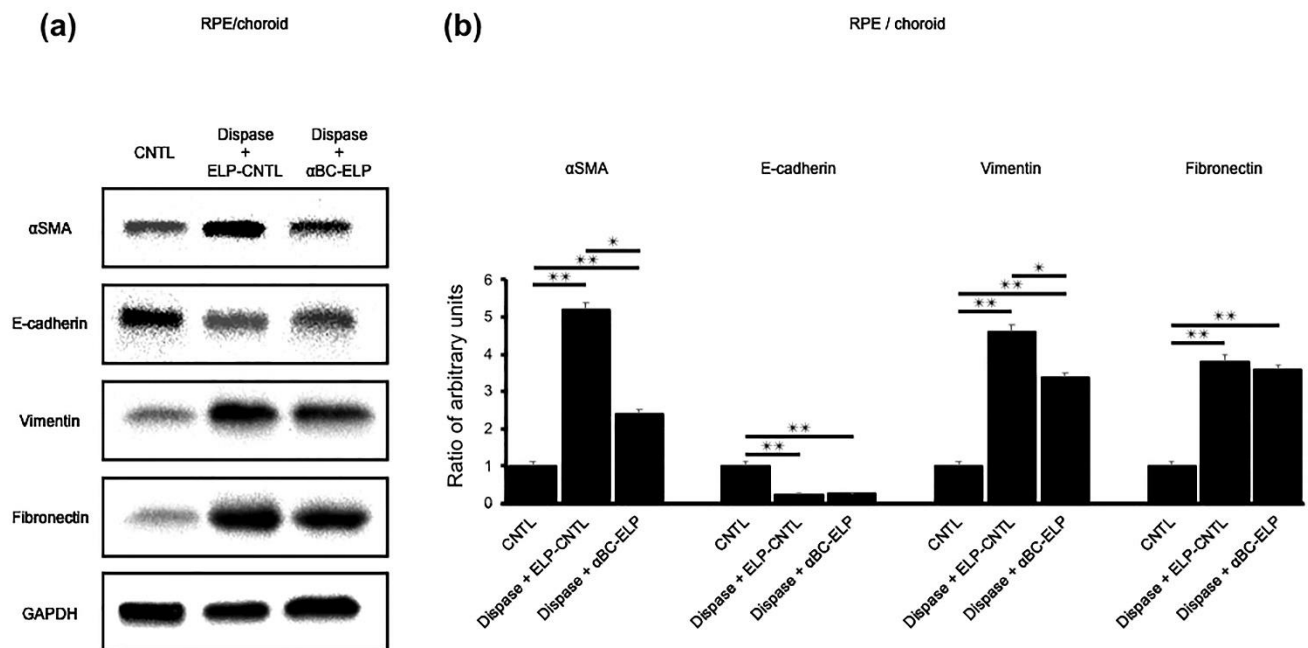 (a)
RPE/choroid
CNTL
Dispase
+
ELP-CNTL
Dispase
+
αBC-ELP
αSMA
E-cadherin
Vimentin
Fibronectin
GAPDH
(b)
RPE / choroid
αSMA
E-cadherin
Vimentin
Fibronectin
Ratio of arbitrary units
6
5
4
3
2
1
0
*
**
**
**
**
*
**
**
**
**
CNTL
Dispase + ELP-CNTL
Dispase + αBC-ELP
CNTL
Dispase + ELP-CNTL
Dispase + αBC-ELP
CNTL
Dispase + ELP-CNTL
Dispase + αBC-ELP
CNTL
Dispase + ELP-CNTL
Dispase + αBC-ELP